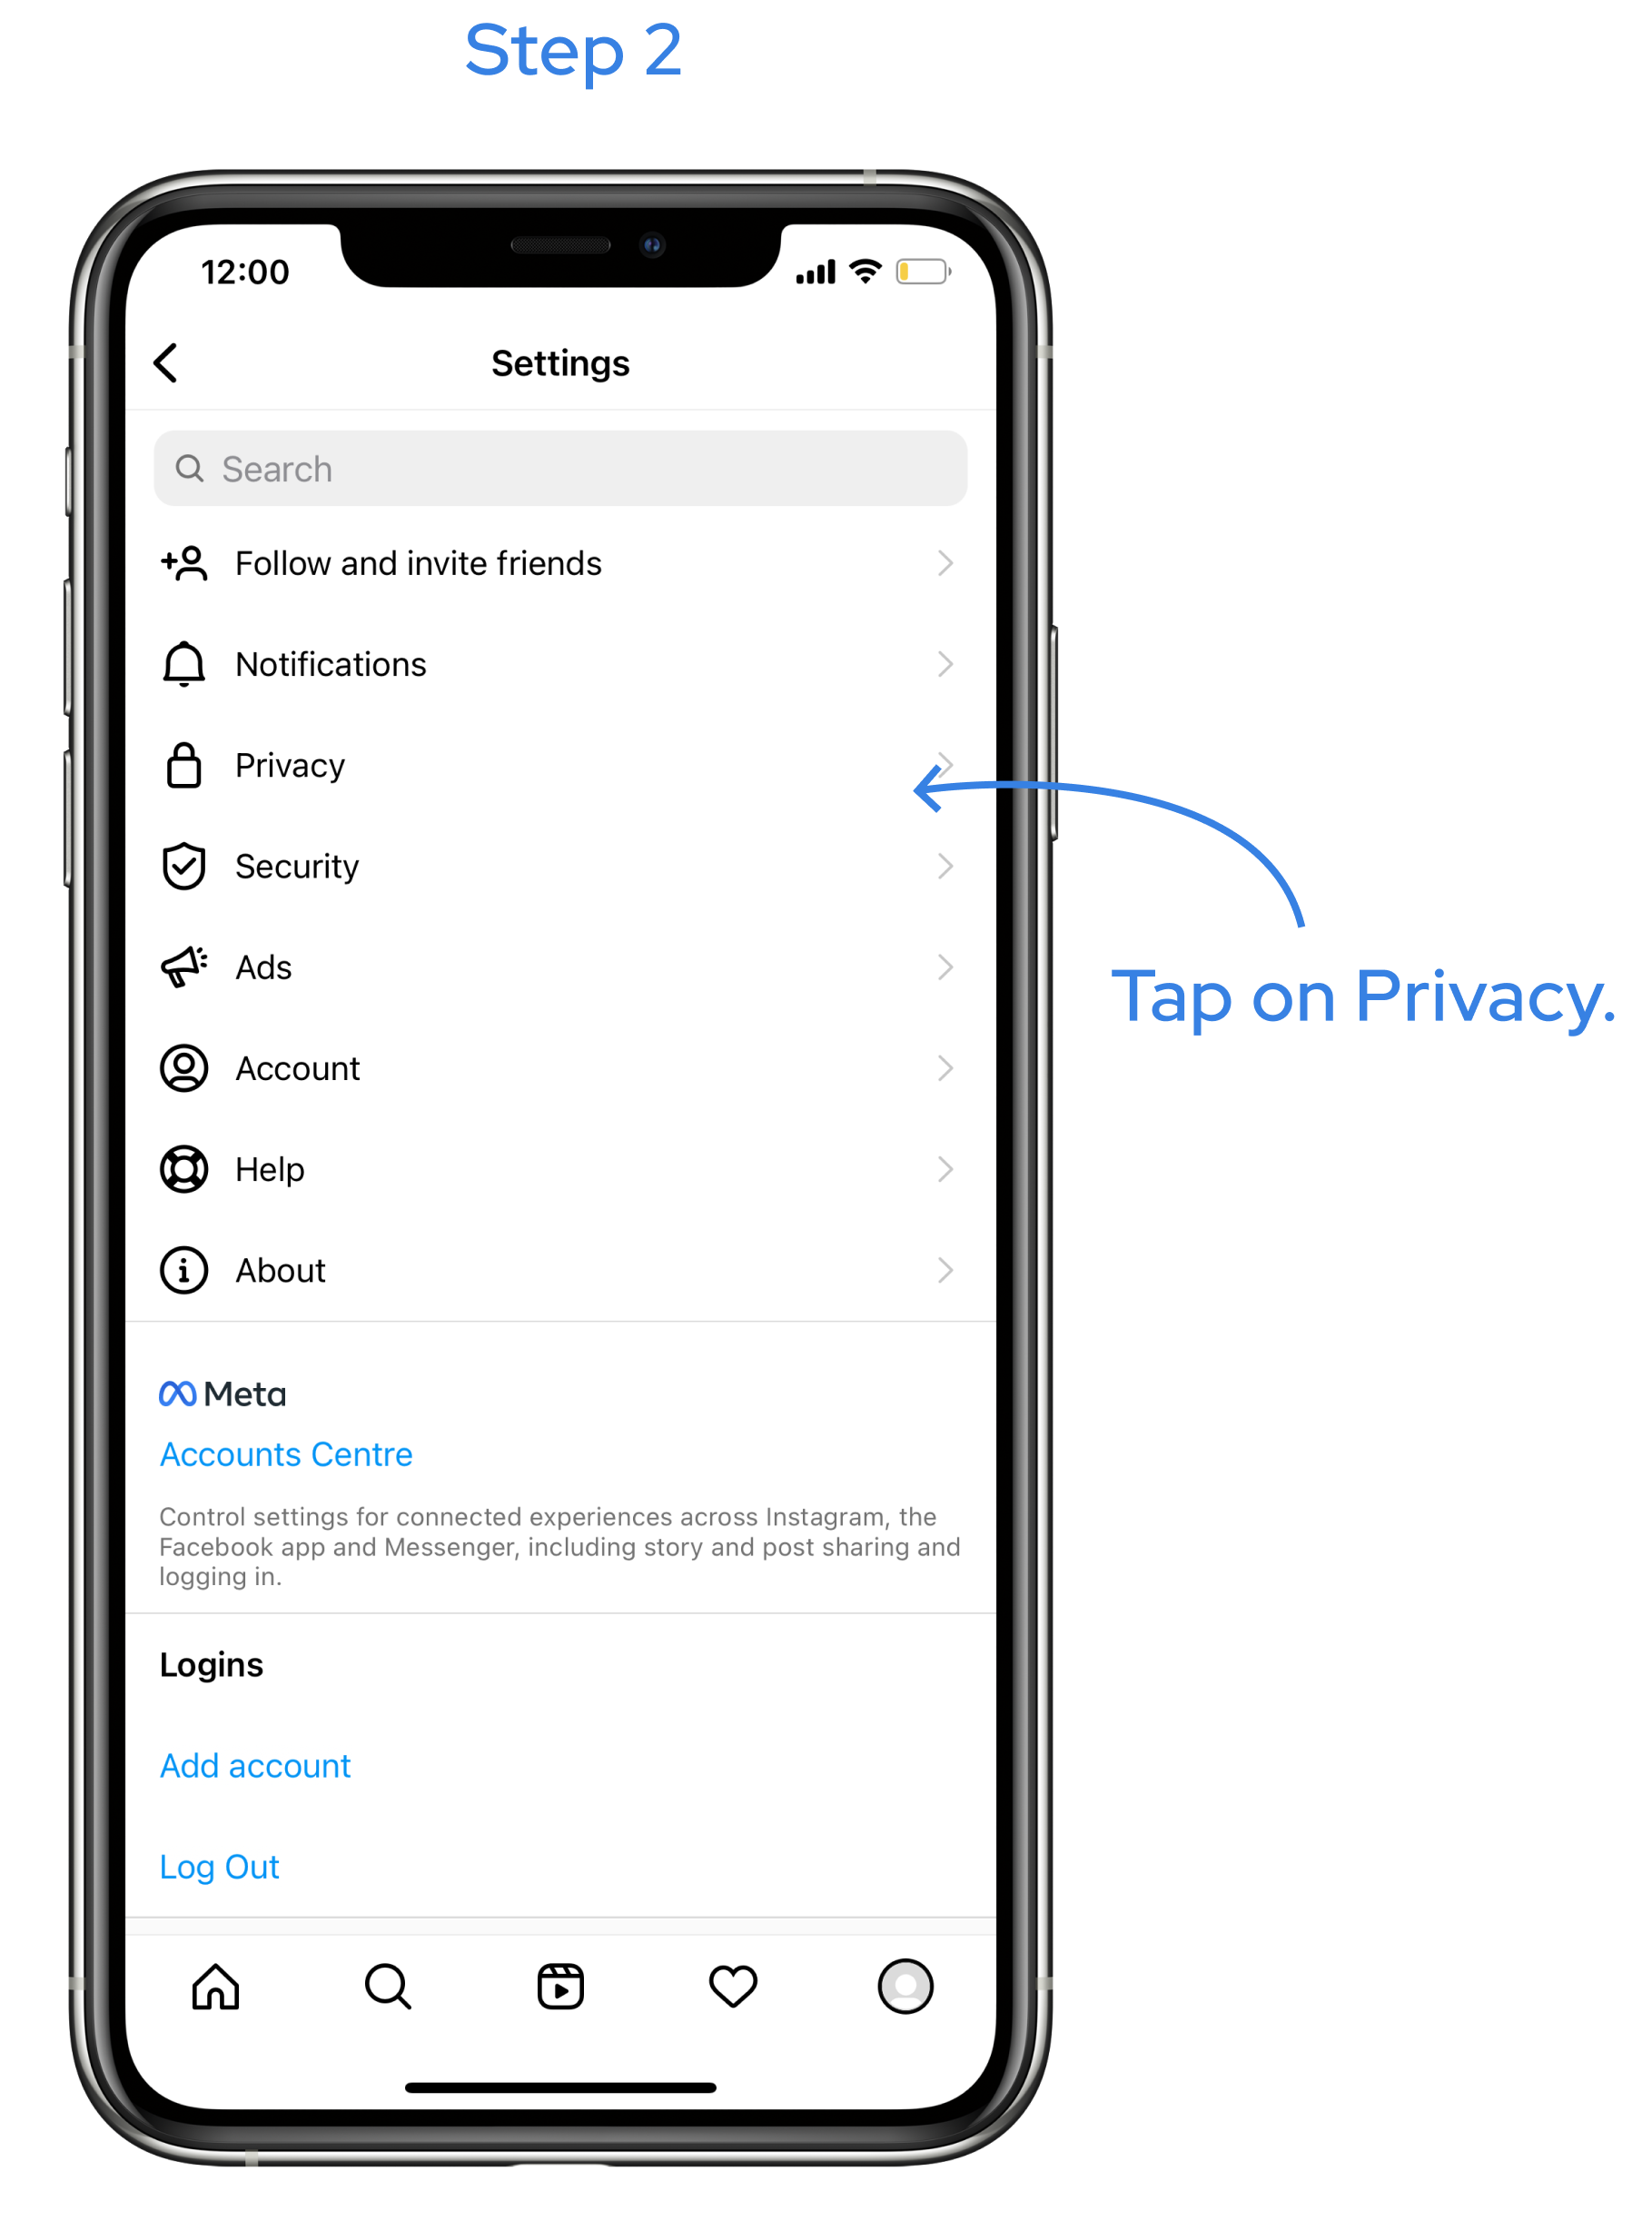 Step 2
12:00
Settings
Search
Follow and invite friends
Notifications
Privacy
Security
Ads
Account
Help
About
Tap on Privacy.
Meta
Accounts Centre
Control settings for connected experiences across Instagram, the
Facebook app and Messenger, including story and post sharing and
logging in.
Logins
Add account
Log Out